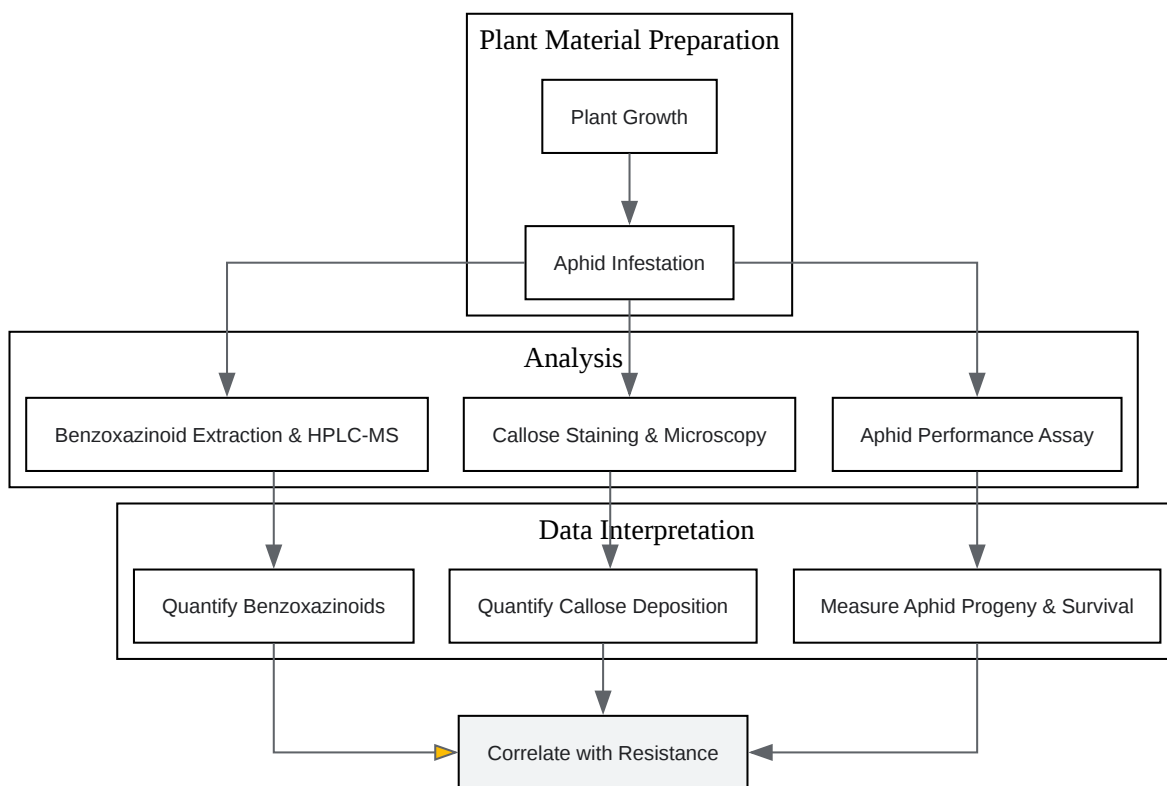 Plant Material Preparation
Plant Growth
Aphid Infestation
Analysis
Benzoxazinoid Extraction & HPLC-MS
Callose Staining & Microscopy
Aphid Performance Assay
Data Interpretation
Quantify Benzoxazinoids
Quantify Callose Deposition
Measure Aphid Progeny & Survival
Correlate with Resistance